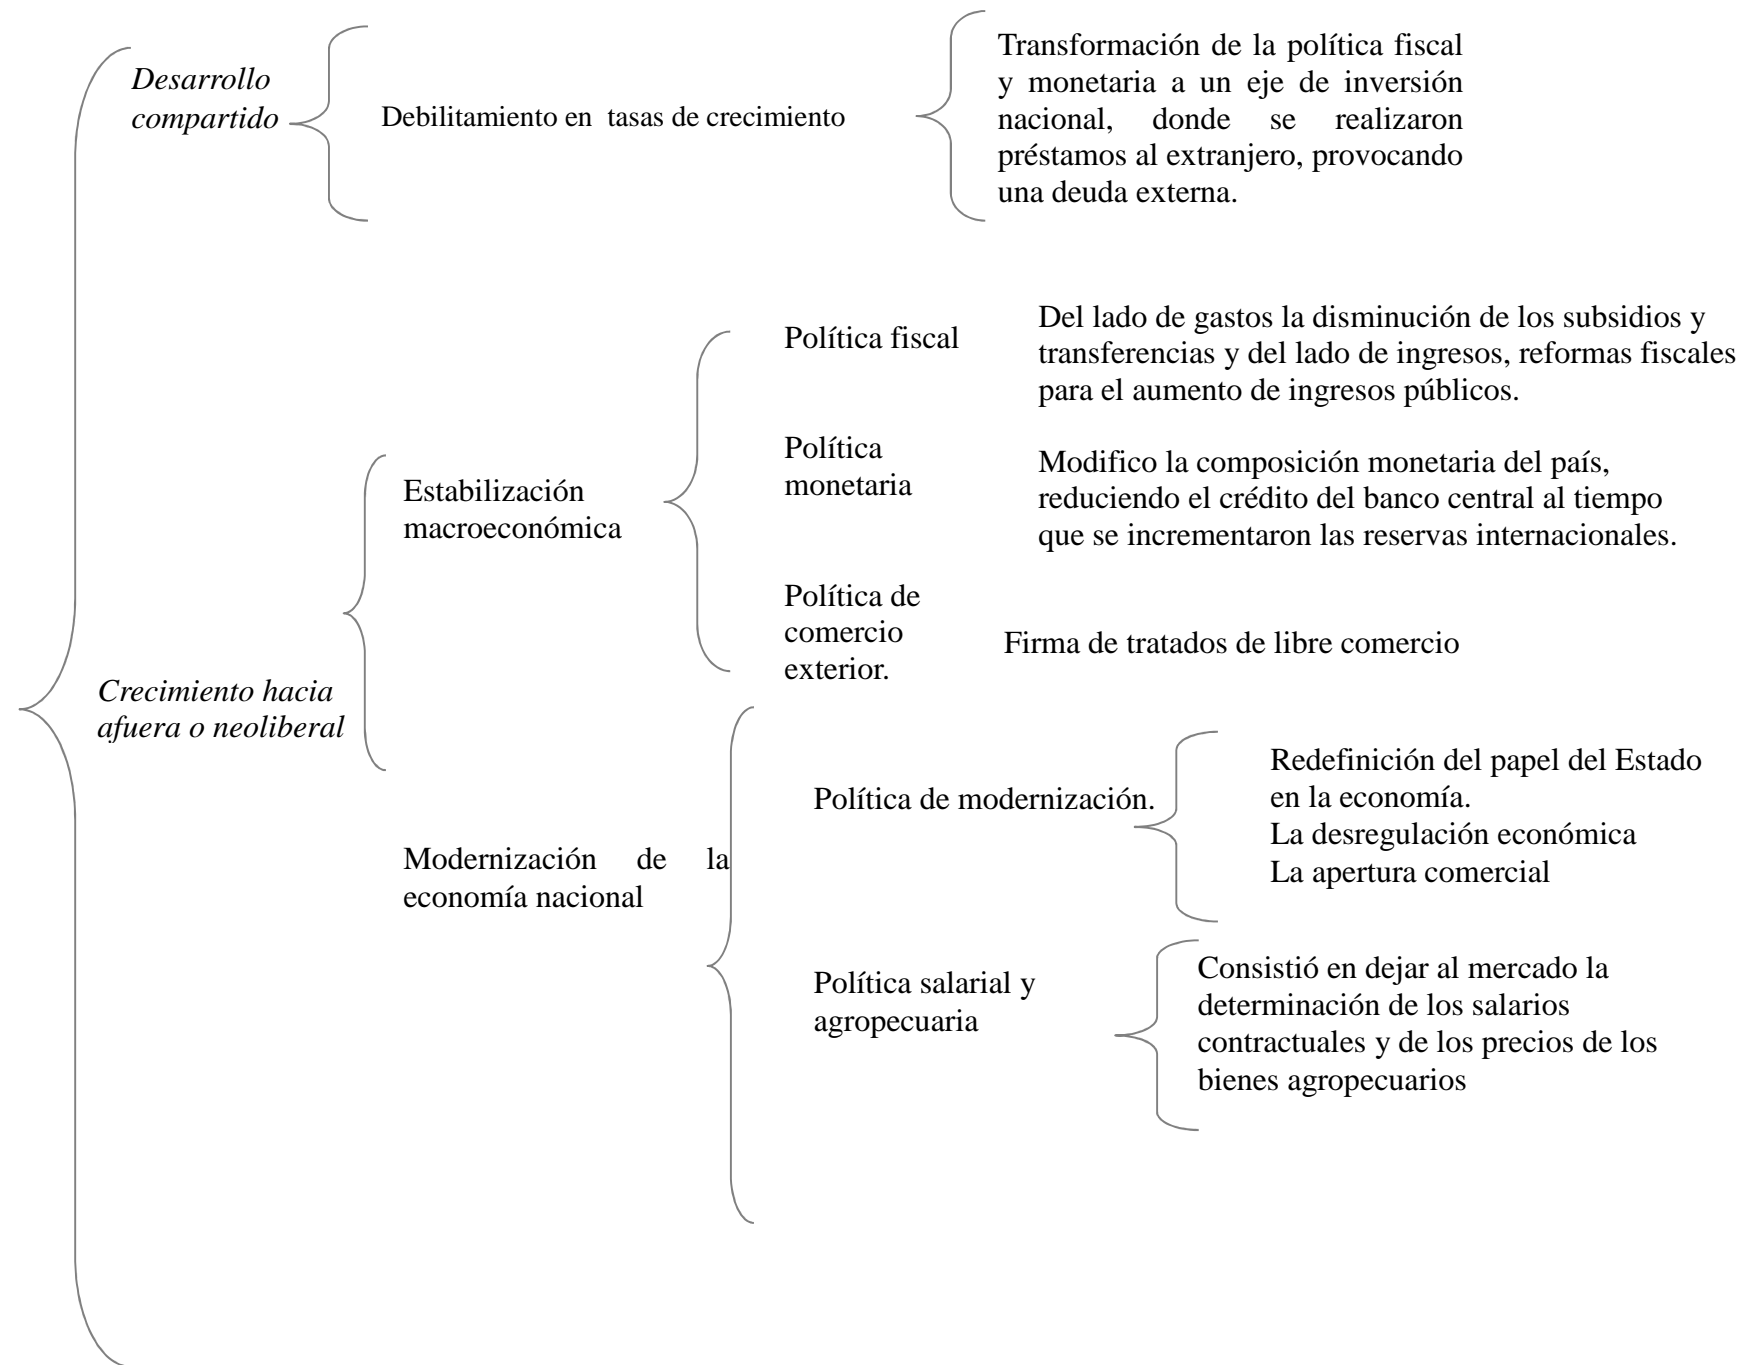 Desarrollo
compartido
Debilitamiento en  tasas de crecimiento
Transformación de la política fiscal
y monetaria a un eje de inversión
nacional, donde se realizaron
préstamos al extranjero, provocando
una deuda externa.
Crecimiento hacia
afuera o neoliberal
Estabilización
macroeconómica
Política fiscal
Del lado de gastos la disminución de los subsidios y
transferencias y del lado de ingresos, reformas fiscales
para el aumento de ingresos públicos.
Política
monetaria
Modifico la composición monetaria del país,
reduciendo el crédito del banco central al tiempo
que se incrementaron las reservas internacionales.
Política de
comercio
exterior.
Firma de tratados de libre comercio
Modernización de la
economía nacional
Política de modernización.
Redefinición del papel del Estado
en la economía.
La desregulación económica
La apertura comercial
Política salarial y
agropecuaria
Consistió en dejar al mercado la
determinación de los salarios
contractuales y de los precios de los
bienes agropecuarios